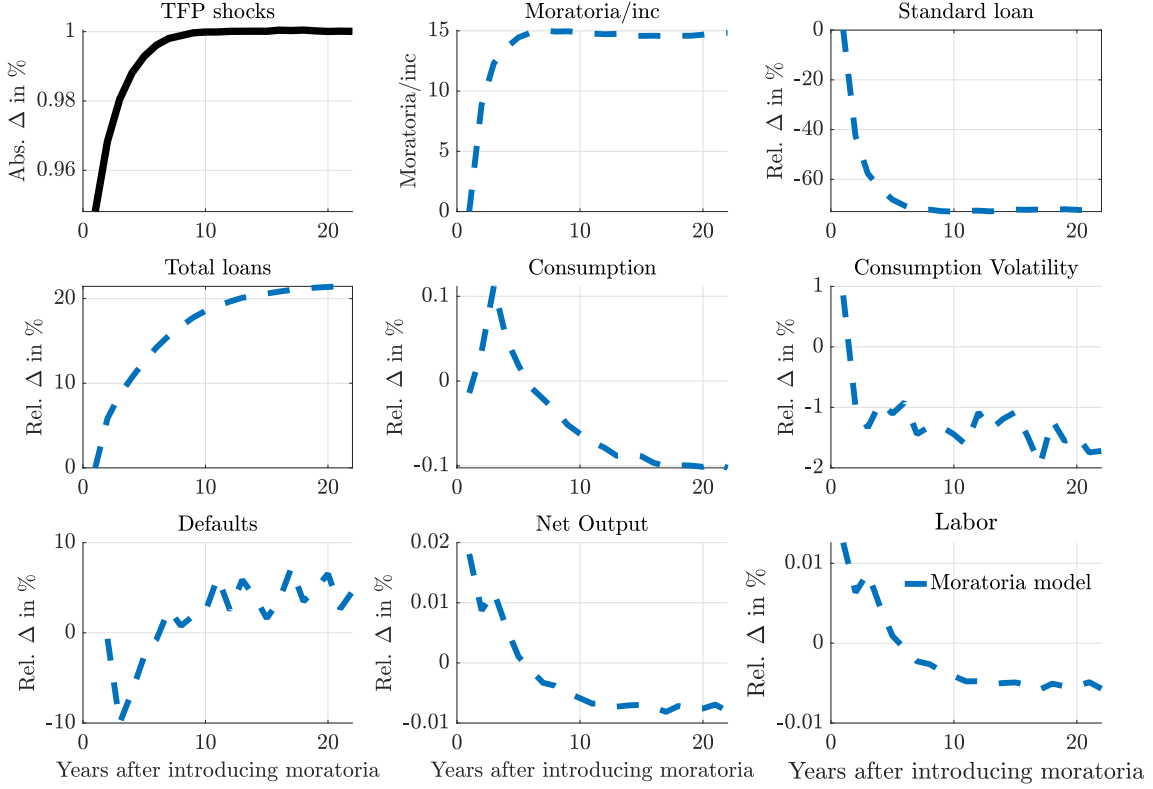 TFP shocks
Abs. Δ in %
1
0.98
0.96
0
10
20
Moratoria/inc
Moratoria/inc
15
10
5
0
0
10
20
Standard loan
Rel. Δ in %
0
-20
-40
-60
0
10
20
Total loans
Rel. Δ in %
20
10
0
0
10
20
Consumption
Rel. Δ in %
0.1
0
-0.1
0
10
20
Consumption Volatility
Rel. Δ in %
1
0
-1
-2
0
10
20
Defaults
Rel. Δ in %
10
0
-10
0
10
20
Years after introducing moratoria
Net Output
Rel. Δ in %
0.02
0.01
0
-0.01
0
10
20
Years after introducing moratoria
Labor
Rel. Δ in %
0.01
0
-0.01
Moratoria model
0
10
20
Years after introducing moratoria